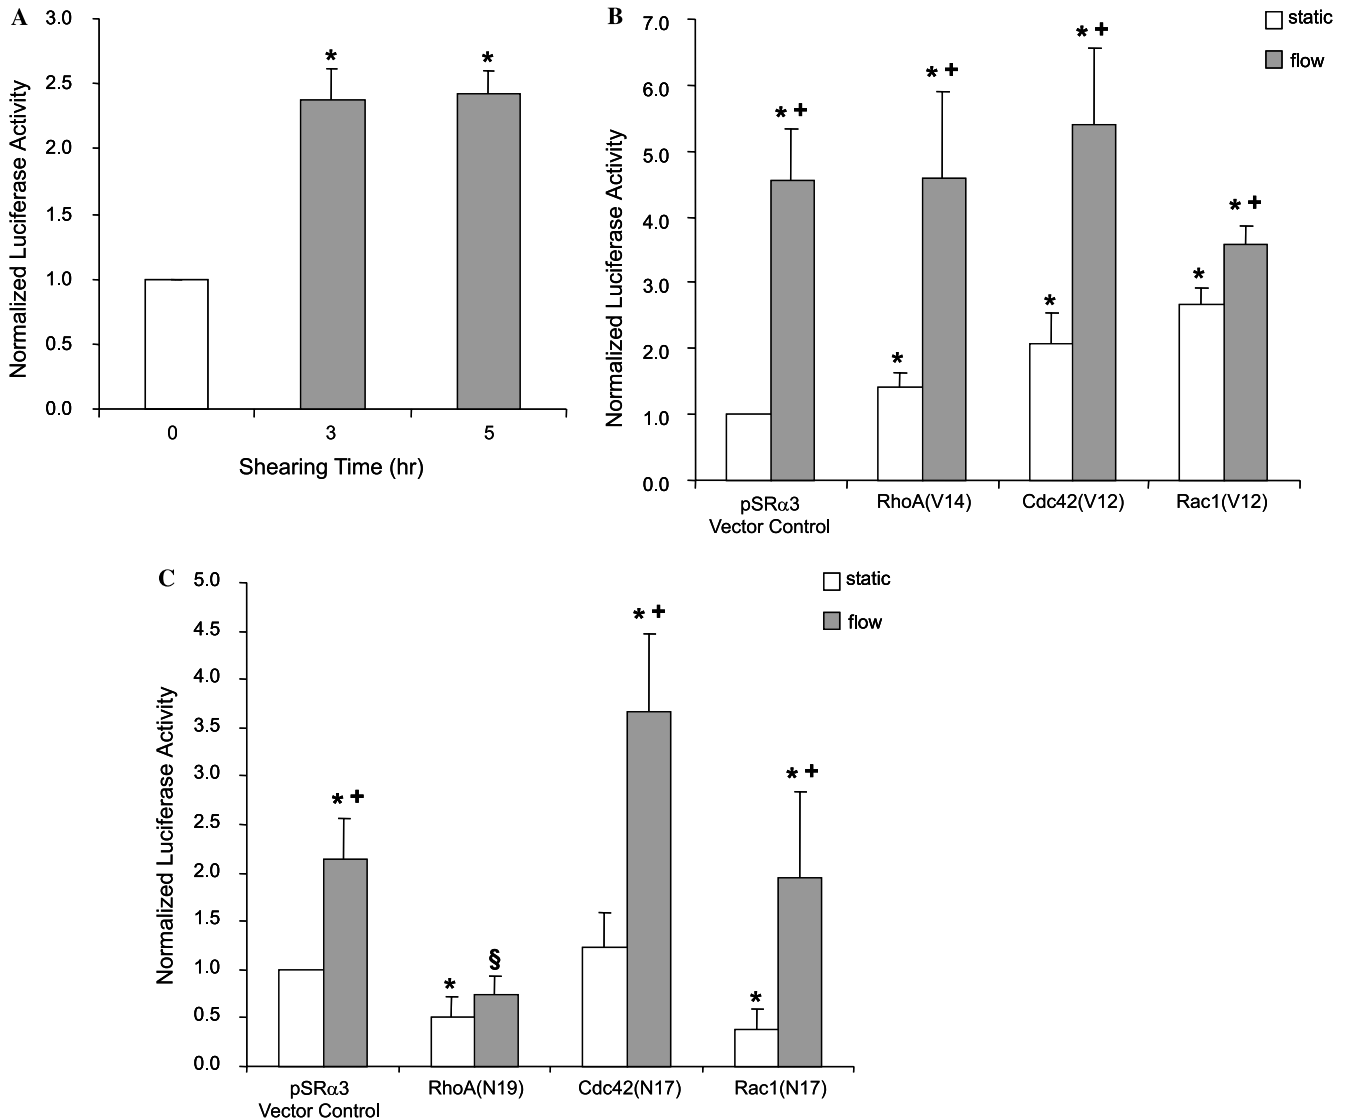 A
Normalized Luciferase Activity
3.0
2.5
2.0
1.5
1.0
0.5
0.0
*
*
0
3
5
Shearing Time (hr)
B
Normalized Luciferase Activity
7.0
6.0
5.0
4.0
3.0
2.0
1.0
0.0
static
flow
* +
*
* +
*
* +
*
* +
pSRα3
Vector Control
RhoA(V14)
Cdc42(V12)
Rac1(V12)
C
Normalized Luciferase Activity
5.0
4.5
4.0
3.5
3.0
2.5
2.0
1.5
1.0
0.5
0.0
static
flow
* +
*
§
* +
*
* +
pSRα3
Vector Control
RhoA(N19)
Cdc42(N17)
Rac1(N17)